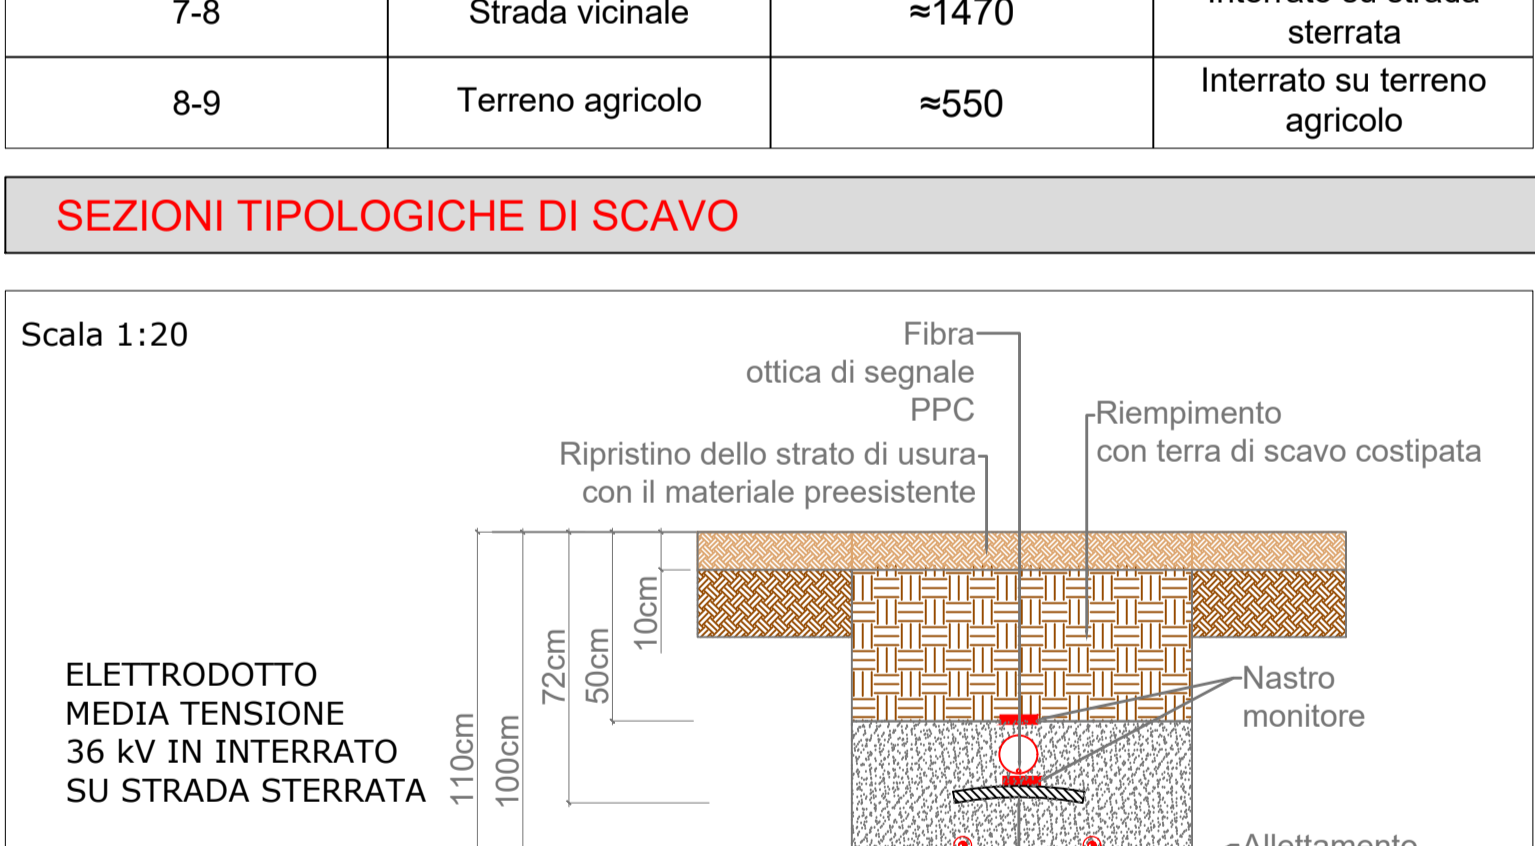 7-8
Strada vicinale
≈1470
sterrata
8-9
Terreno agricolo
≈550
Interrato su terreno
agricolo
SEZIONI TIPOLOGICHE DI SCAVO
Scala 1:20
Fibra
ottica di segnale
PPC
Riempimento
con terra di scavo costipata
Ripristino dello strato di usura
con il materiale preesistente
10cm
50cm
72cm
100cm
110cm
ELETTRODOTTO
MEDIA TENSIONE
36 kV IN INTERRATO
SU STRADA STERRATA
Nastro
monitore